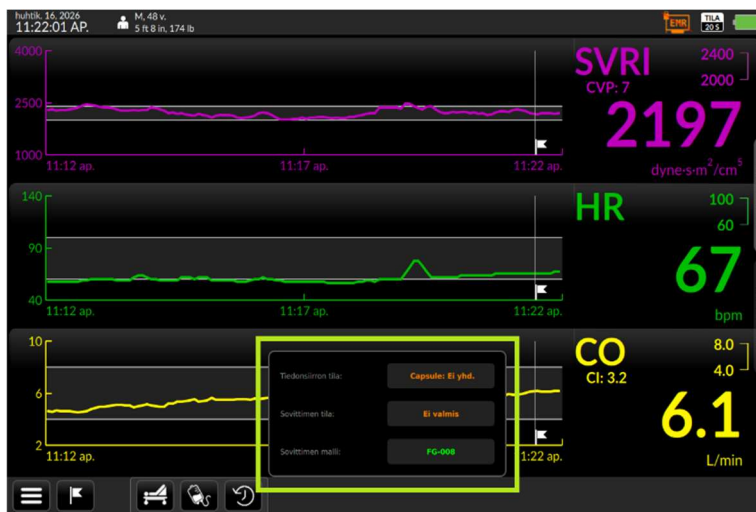 huhtik. 16, 2026
11:22:01 AP.
M, 48 v.
5 ft 8 in, 174 lb
EMR
TILA
20 S
4000
2500
1000
11:12 ap.
11:17 ap.
11:22 ap.
SVRI
CVP: 7
2400
2000
2197
dyne·s·m²/cm⁵
140
90
40
11:12 ap.
11:17 ap.
11:22 ap.
HR
100
60
67
bpm
10
6
2
11:12 ap.
1:22 ap.
Tiedonsiirron tila:
Capsule: Ei yhd.
Sovittimen tila:
Ei valmis
Sovittimen malli:
FG-008
CO
CI: 3.2
8.0
4.0
6.1
L/min